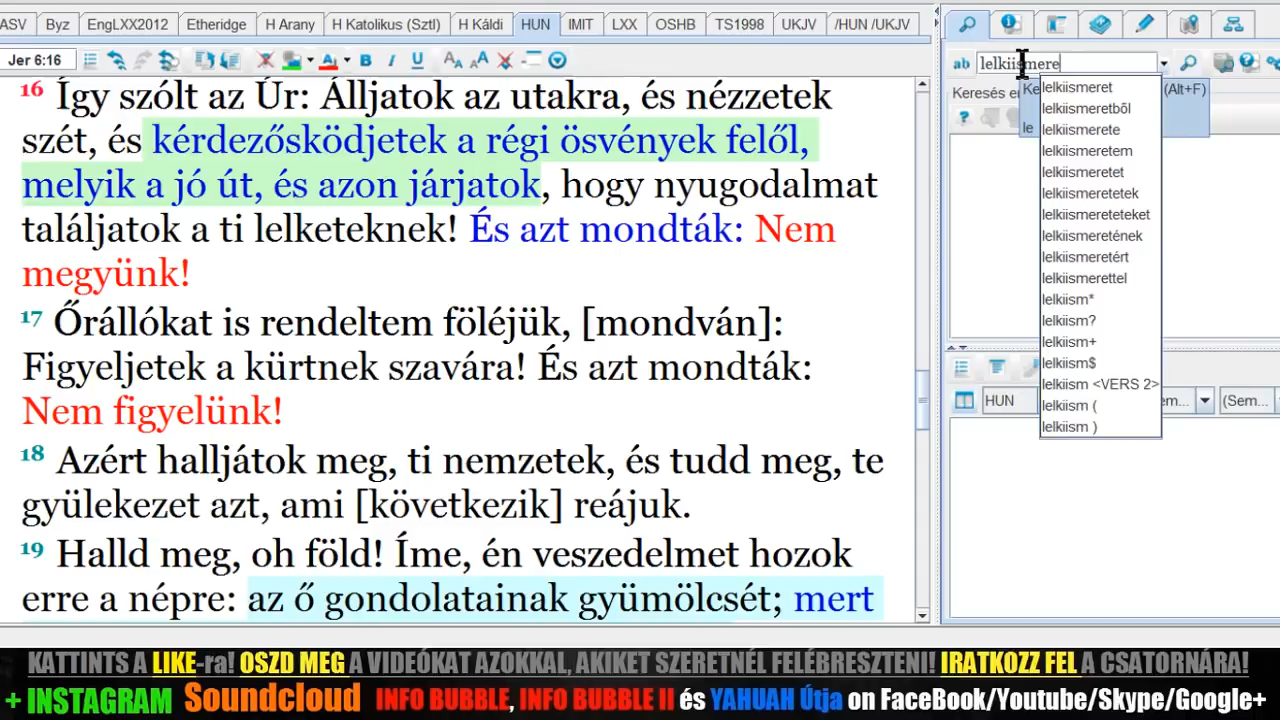 ASV Byz EngLXX2012 Etheridge H Arany H Katolikus (SztI) H Káldi HUN IMIT LXX OSHB TS1998 UKJV /HUN /UKJV
Jer 6:16
16 Így szólt az Úr: Álljatok az utakra, és nézzetek
szét, és kérdezősködjetek a régi ösvények felől,
melyik a jó út, és azon járjatok, hogy nyugodalmat
találjatok a ti lelketeknek! És azt mondták: Nem
megyünk!
17 Őrállókat is rendeltem föléjük, [mondván]:
Figyeljetek a kürtnek szavára! És azt mondták:
Nem figyelünk!
18 Azért halljátok meg, ti nemzetek, és tudd meg, te
gyülekezet azt, ami [következik] reájuk.
19 Halld meg, oh föld! Íme, én veszedelmet hozok
erre a népre: az ő gondolatainak gyümölcsét; mert
ab lelkiismere
Keresés (Alt+F)
le
lelkiismeret
lelkiismeretből
lelkiismerete
lelkiismeretem
lelkiismeretet
lelkiismeretetek
lelkiismereteteket
lelkiismeretének
lelkiismeretért
lelkiismerettel
lelkiism*
lelkiism?
lelkiism+
lelkiism$
lelkiism <VERS 2>
lelkiism (
lelkiism )
HUN (Sem...
KATTINTS A LIKE-ra! OSZD MEG A VIDEÓKAT AZOKKAL, AKIKET SZERETNÉL FELÉBRESZTENI! IRATKOZZ FEL A CSATORNÁRA!
+ INSTAGRAM Soundcloud INFO BUBBLE, INFO BUBBLE II és YAHUAH Útja on FaceBook/Youtube/Skype/Google+